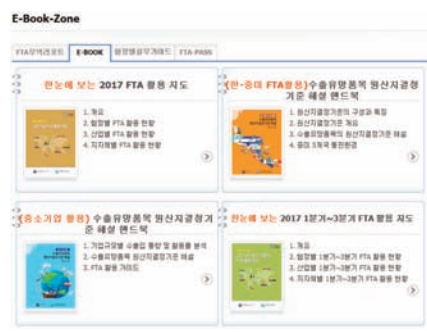 E-Book-Zone
FTA무역리포트
E-BOOK
협정별실무가이드
FTA-PASS
한눈에 보는 2017 FTA 활용 지도
1. 개요
2. 협정별 FTA 활용 현황
3. 산업별 FTA 활용 현황
4. 지자체별 FTA 활용 현황
(한-중미 FTA활용)수출유망품목 원산지결정
기준 해설 핸드북
1. 원산지결정기준의 구성과 특징
2. 원산지결정기준 개요
3. 수출유망품목의 원산지결정기준 해설
4. 중미 5개국 통관환경
(중소기업 활용) 수출유망품목 원산지결정기
준 해설 핸드북
1. 기업규모별 수출입 동향 및 활용률 분석
2. 수출유망품목 원산지결정기준 해설
3. FTA 활용 가이드
한눈에 보는 2017 1분기~3분기 FTA 활용 지도
1. 개요
2. 협정별 1분기~3분기 FTA 활용 현황
3. 산업별 1분기~3분기 FTA 활용 현황
4. 지자체별 1분기~3분기 FTA 활용 현황